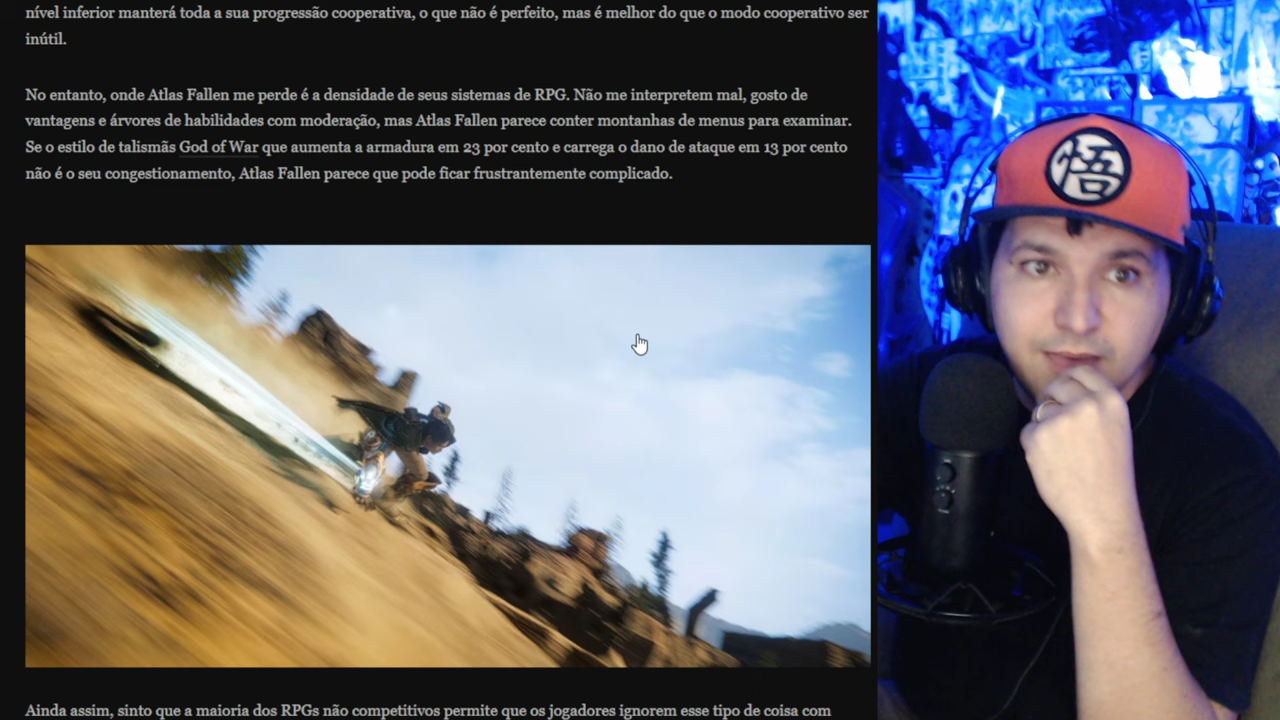 nível inferior manterá toda a sua progressão cooperativa, o que não é perfeito, mas é melhor do que o modo cooperativo ser
inútil.
No entanto, onde Atlas Fallen me perde é a densidade de seus sistemas de RPG. Não me interpretem mal, gosto de
vantagens e árvores de habilidades com moderação, mas Atlas Fallen parece conter montanhas de menus para examinar.
Se o estilo de talismãs God of War que aumenta a armadura em 23 por cento e carrega o dano de ataque em 13 por cento
não é o seu congestionamento, Atlas Fallen parece que pode ficar frustrantemente complicado.
悟
Ainda assim, sinto que a maioria dos RPGs não competitivos permite que os jogadores ignorem esse tipo de coisa com